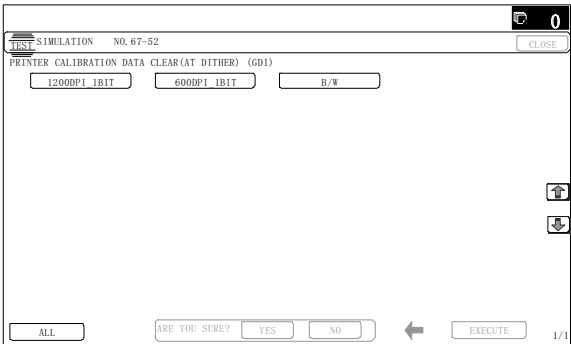 0
TEST SIMULATION NO.67-52 CLOSE
PRINTER CALIBRATION DATA CLEAR(AT DITHER) (GDI)
1200DPI_1BIT 600DPI_1BIT B/W
ALL ARE YOU SURE? YES NO EXECUTE 1/1